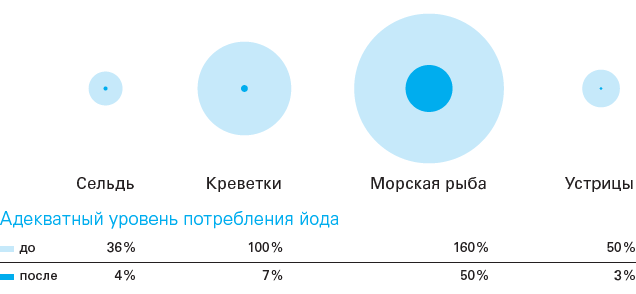 Сельдь Креветки Морская рыба Устрицы
Адекватный уровень потребления йода
до 36% 100% 160% 50%
после 4% 7% 50% 3%